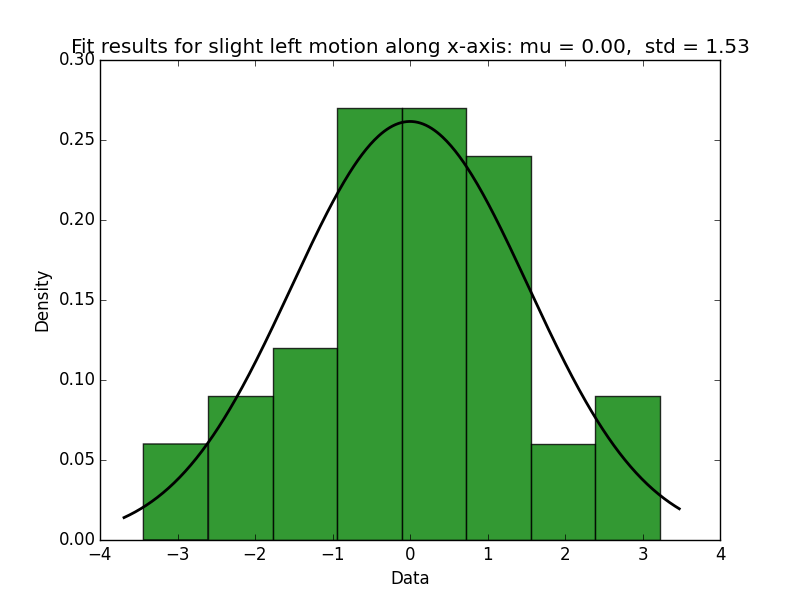 Fit results for slight left motion along x-axis: mu = 0.00,  std = 1.53
0.30
0.25
0.20
0.15
0.10
0.05
0.00
Density
−4 −3 −2 −1 0 1 2 3 4
Data